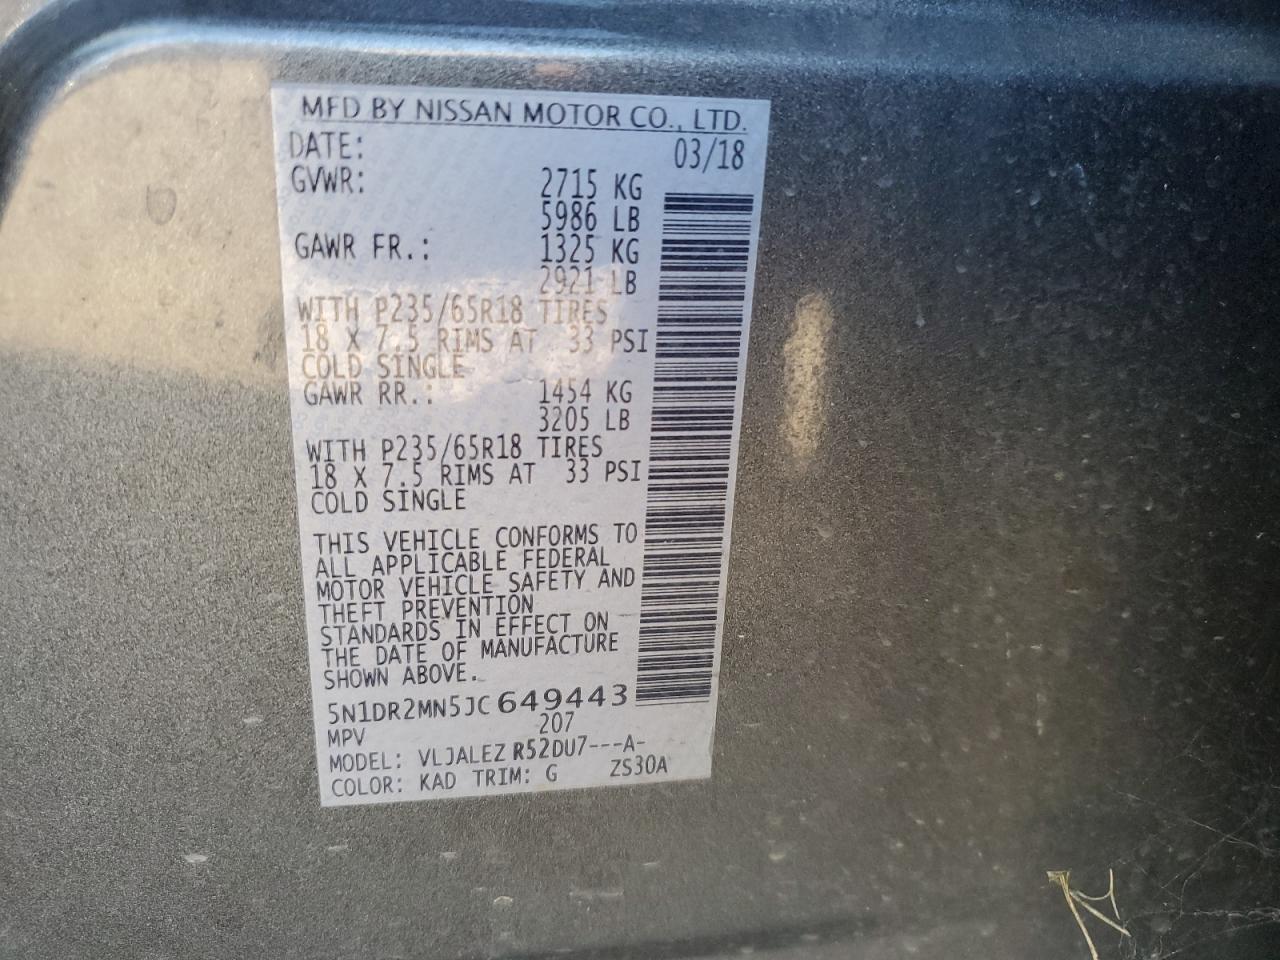 MFD BY NISSAN MOTOR CO., LTD.
DATE: 03/18
GVWR: 2715 KG
5986 LB
GAWR FR.: 1325 KG
2921 LB
WITH P235/65R18 TIRES
18 X 7.5 RIMS AT 33 PSI
COLD SINGLE
GAWR RR.: 1454 KG
3205 LB
WITH P235/65R18 TIRES
18 X 7.5 RIMS AT 33 PSI
COLD SINGLE
THIS VEHICLE CONFORMS TO
ALL APPLICABLE FEDERAL
MOTOR VEHICLE SAFETY AND
THEFT PREVENTION
STANDARDS IN EFFECT ON
THE DATE OF MANUFACTURE
SHOWN ABOVE.
5N1DR2MN5JC649443
MPV 207
MODEL: VLJALEZ R52DU7---A-
COLOR: KAD TRIM: G ZS30A